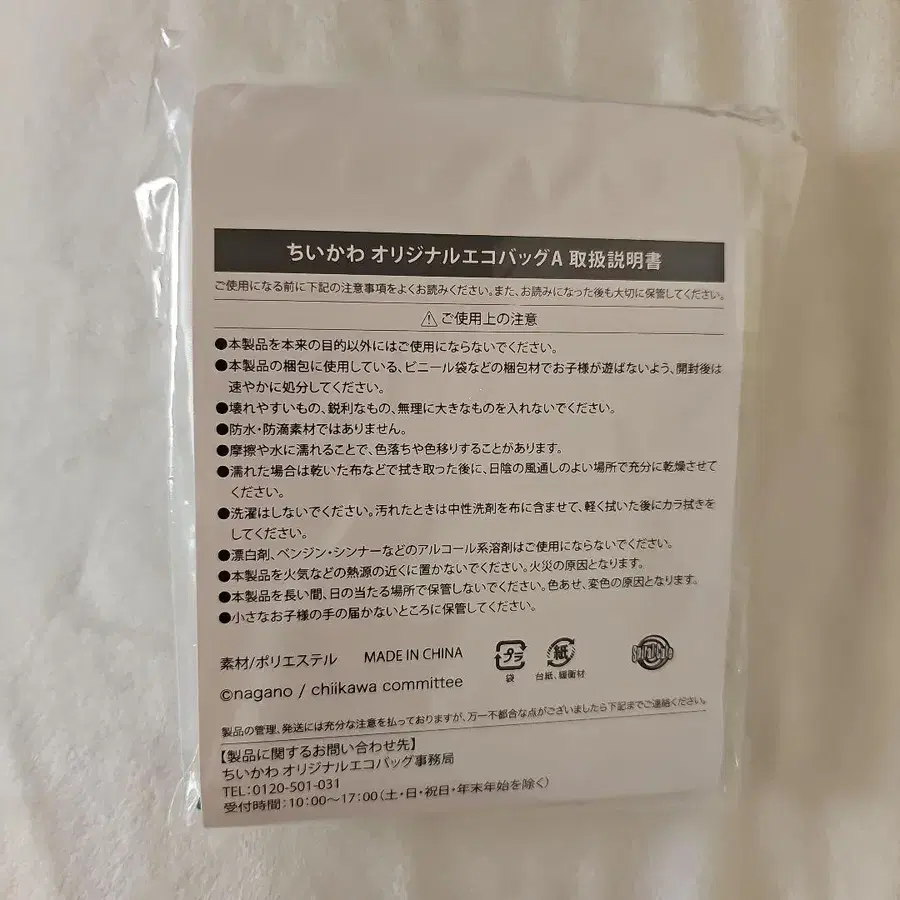 ちいかわ オリジナルエコバッグA 取扱説明書
ご使用になる前に下記の注意事項をよくお読みください。また、お読みになった後も大切に保管してください。
⚠ご使用上の注意
●本製品を本来の目的以外にはご使用にならないでください。
●本製品の梱包に使用している、ビニール袋などの梱包材でお子様が遊ばないよう、開封後は
速やかに処分してください。
●壊れやすいもの、鋭利なもの、無理に大きなものを入れないでください。
●防水・防滴素材ではありません。
●摩擦や水に濡れることで、色落ちや色移りすることがあります。
●濡れた場合は乾いた布などで拭き取った後に、日陰の風通しのよい場所で充分に乾燥させて
ください。
●洗濯はしないでください。汚れたときは中性洗剤を布に含ませて、軽く拭いた後にカラ拭きを
してください。
●漂白剤、ベンジン・シンナーなどのアルコール系溶剤はご使用にならないでください。
●本製品を火気などの熱源の近くに置かないでください。火災の原因となります。
●本製品を長い間、日の当たる場所で保管しないでください。色あせ、変色の原因となります。
●小さなお子様の手の届かないところに保管してください。
素材/ポリエステル MADE IN CHINA
プラ 紙
袋 台紙、緩衝材
©nagano / chiikawa committee
製品の管理、発送には充分な注意を払っておりますが、万一不都合な点がございましたら下記までご連絡ください。
【製品に関するお問い合わせ先】
ちいかわ オリジナルエコバッグ事務局
TEL:0120-501-031
受付時間:10:00～17:00(土・日・祝日・年末年始を除く)